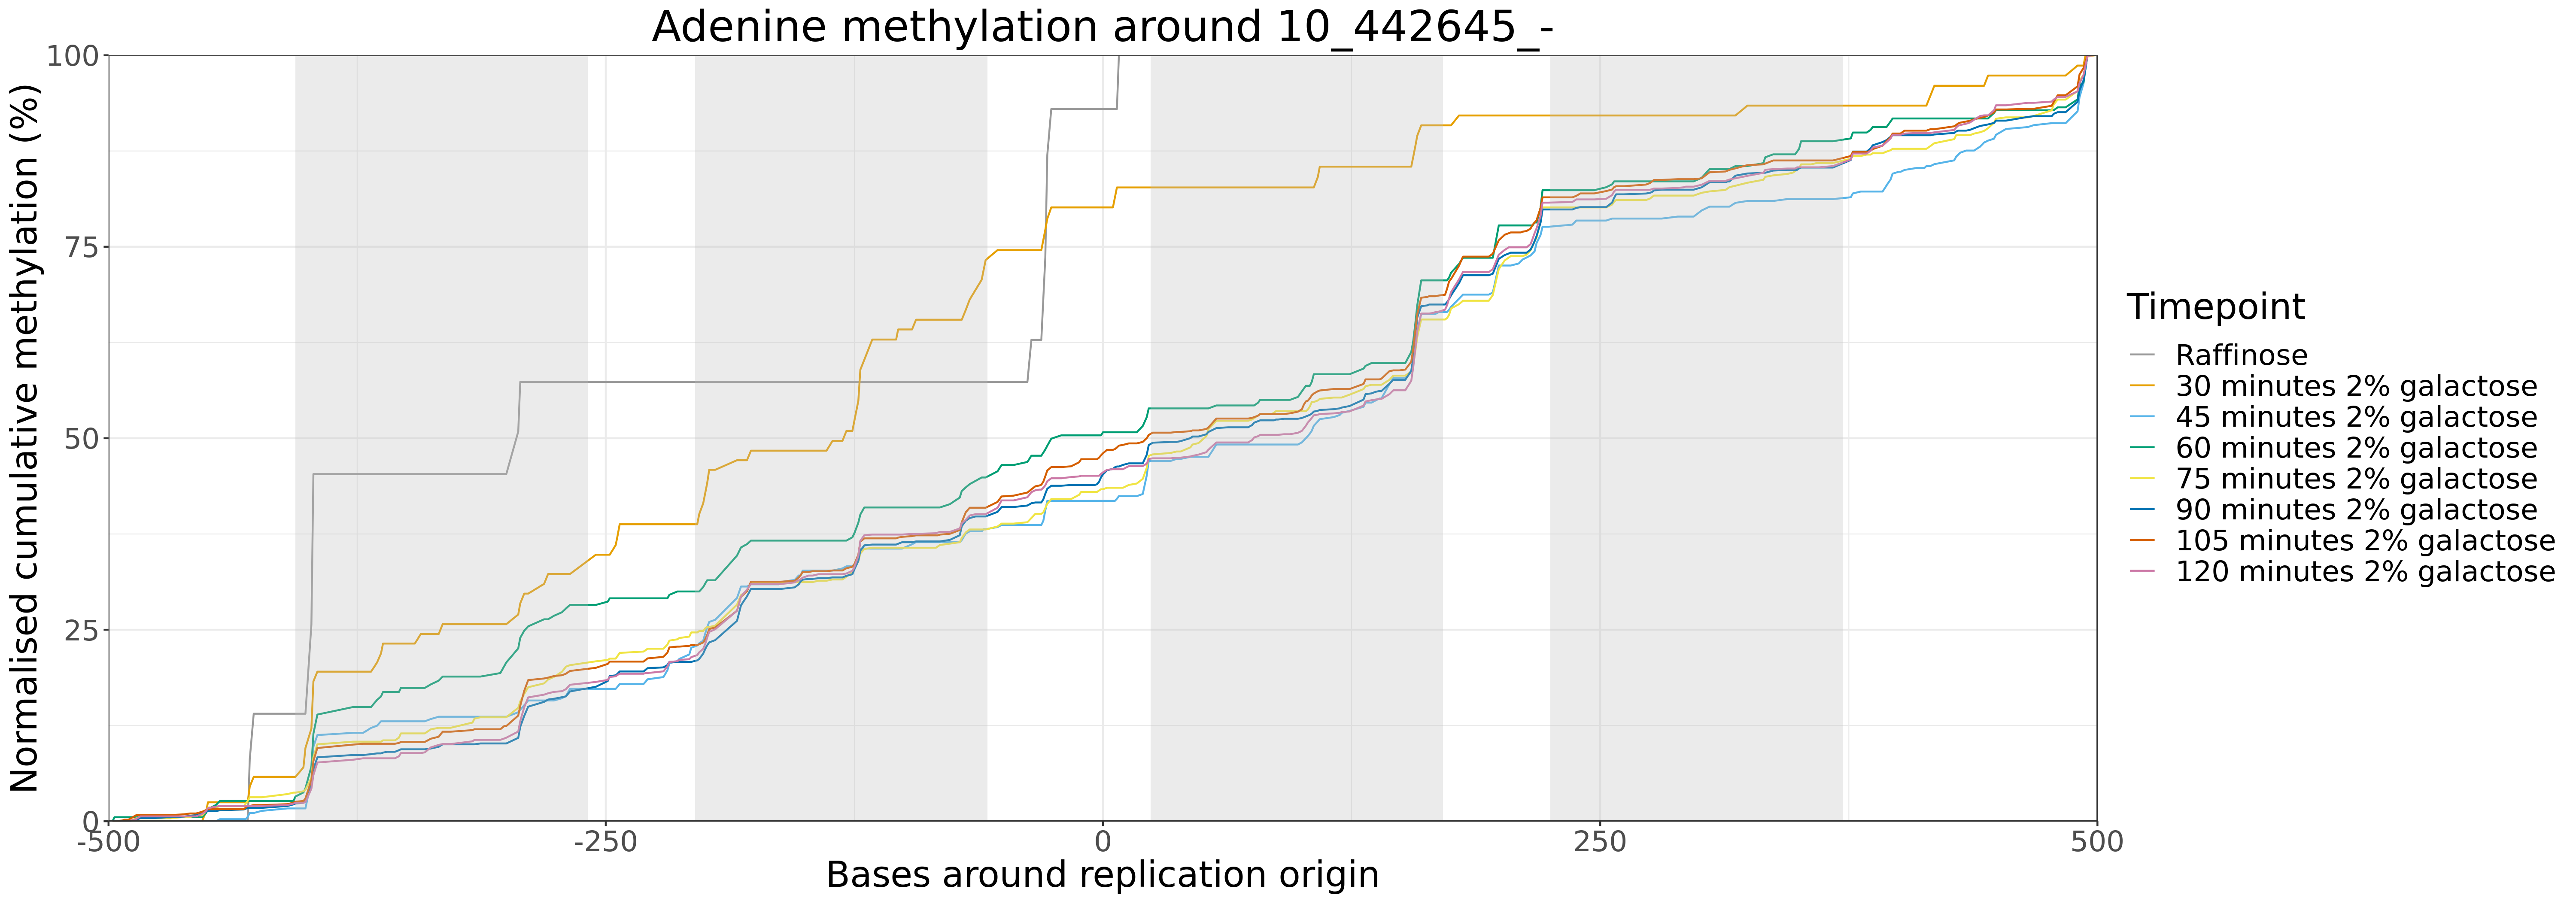 Adenine methylation around 10_442645_-
Normalised cumulative methylation (%)
100
75
50
25
0
-500
-250
0
250
500
Bases around replication origin
Timepoint
Raffinose
30 minutes 2% galactose
45 minutes 2% galactose
60 minutes 2% galactose
75 minutes 2% galactose
90 minutes 2% galactose
105 minutes 2% galactose
120 minutes 2% galactose